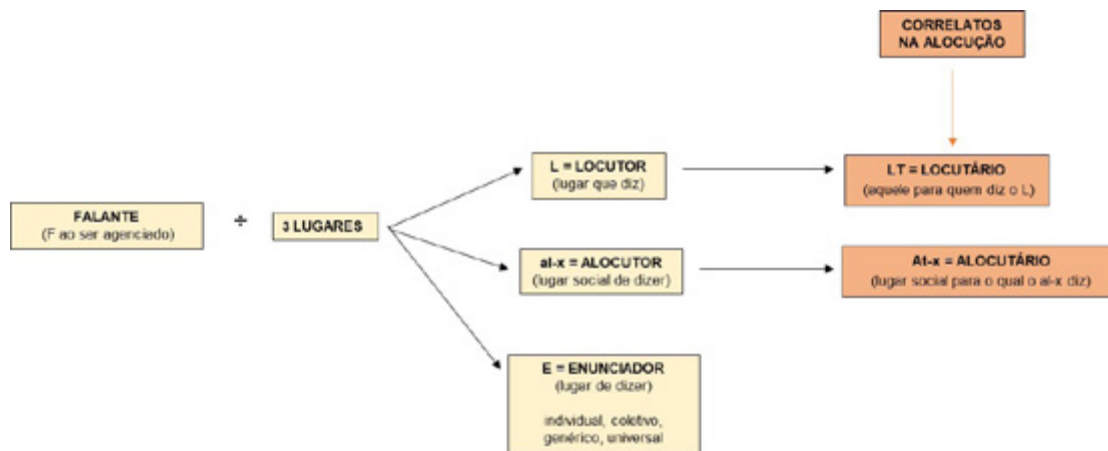 CORRELATOS
NA ALOCUÇÃO
L = LOCUTOR
(lugar que diz)
LT = LOCUTÁRIO
(aquele para quem diz o L)
FALANTE
(F ao ser agenciado)
÷
3 LUGARES
al-x = ALOCUTOR
(lugar social de dizer)
At-x = ALOCUTÁRIO
(lugar social para o qual o al-x diz)
E = ENUNCIADOR
(lugar de dizer)
individual, coletivo,
genérico, universal